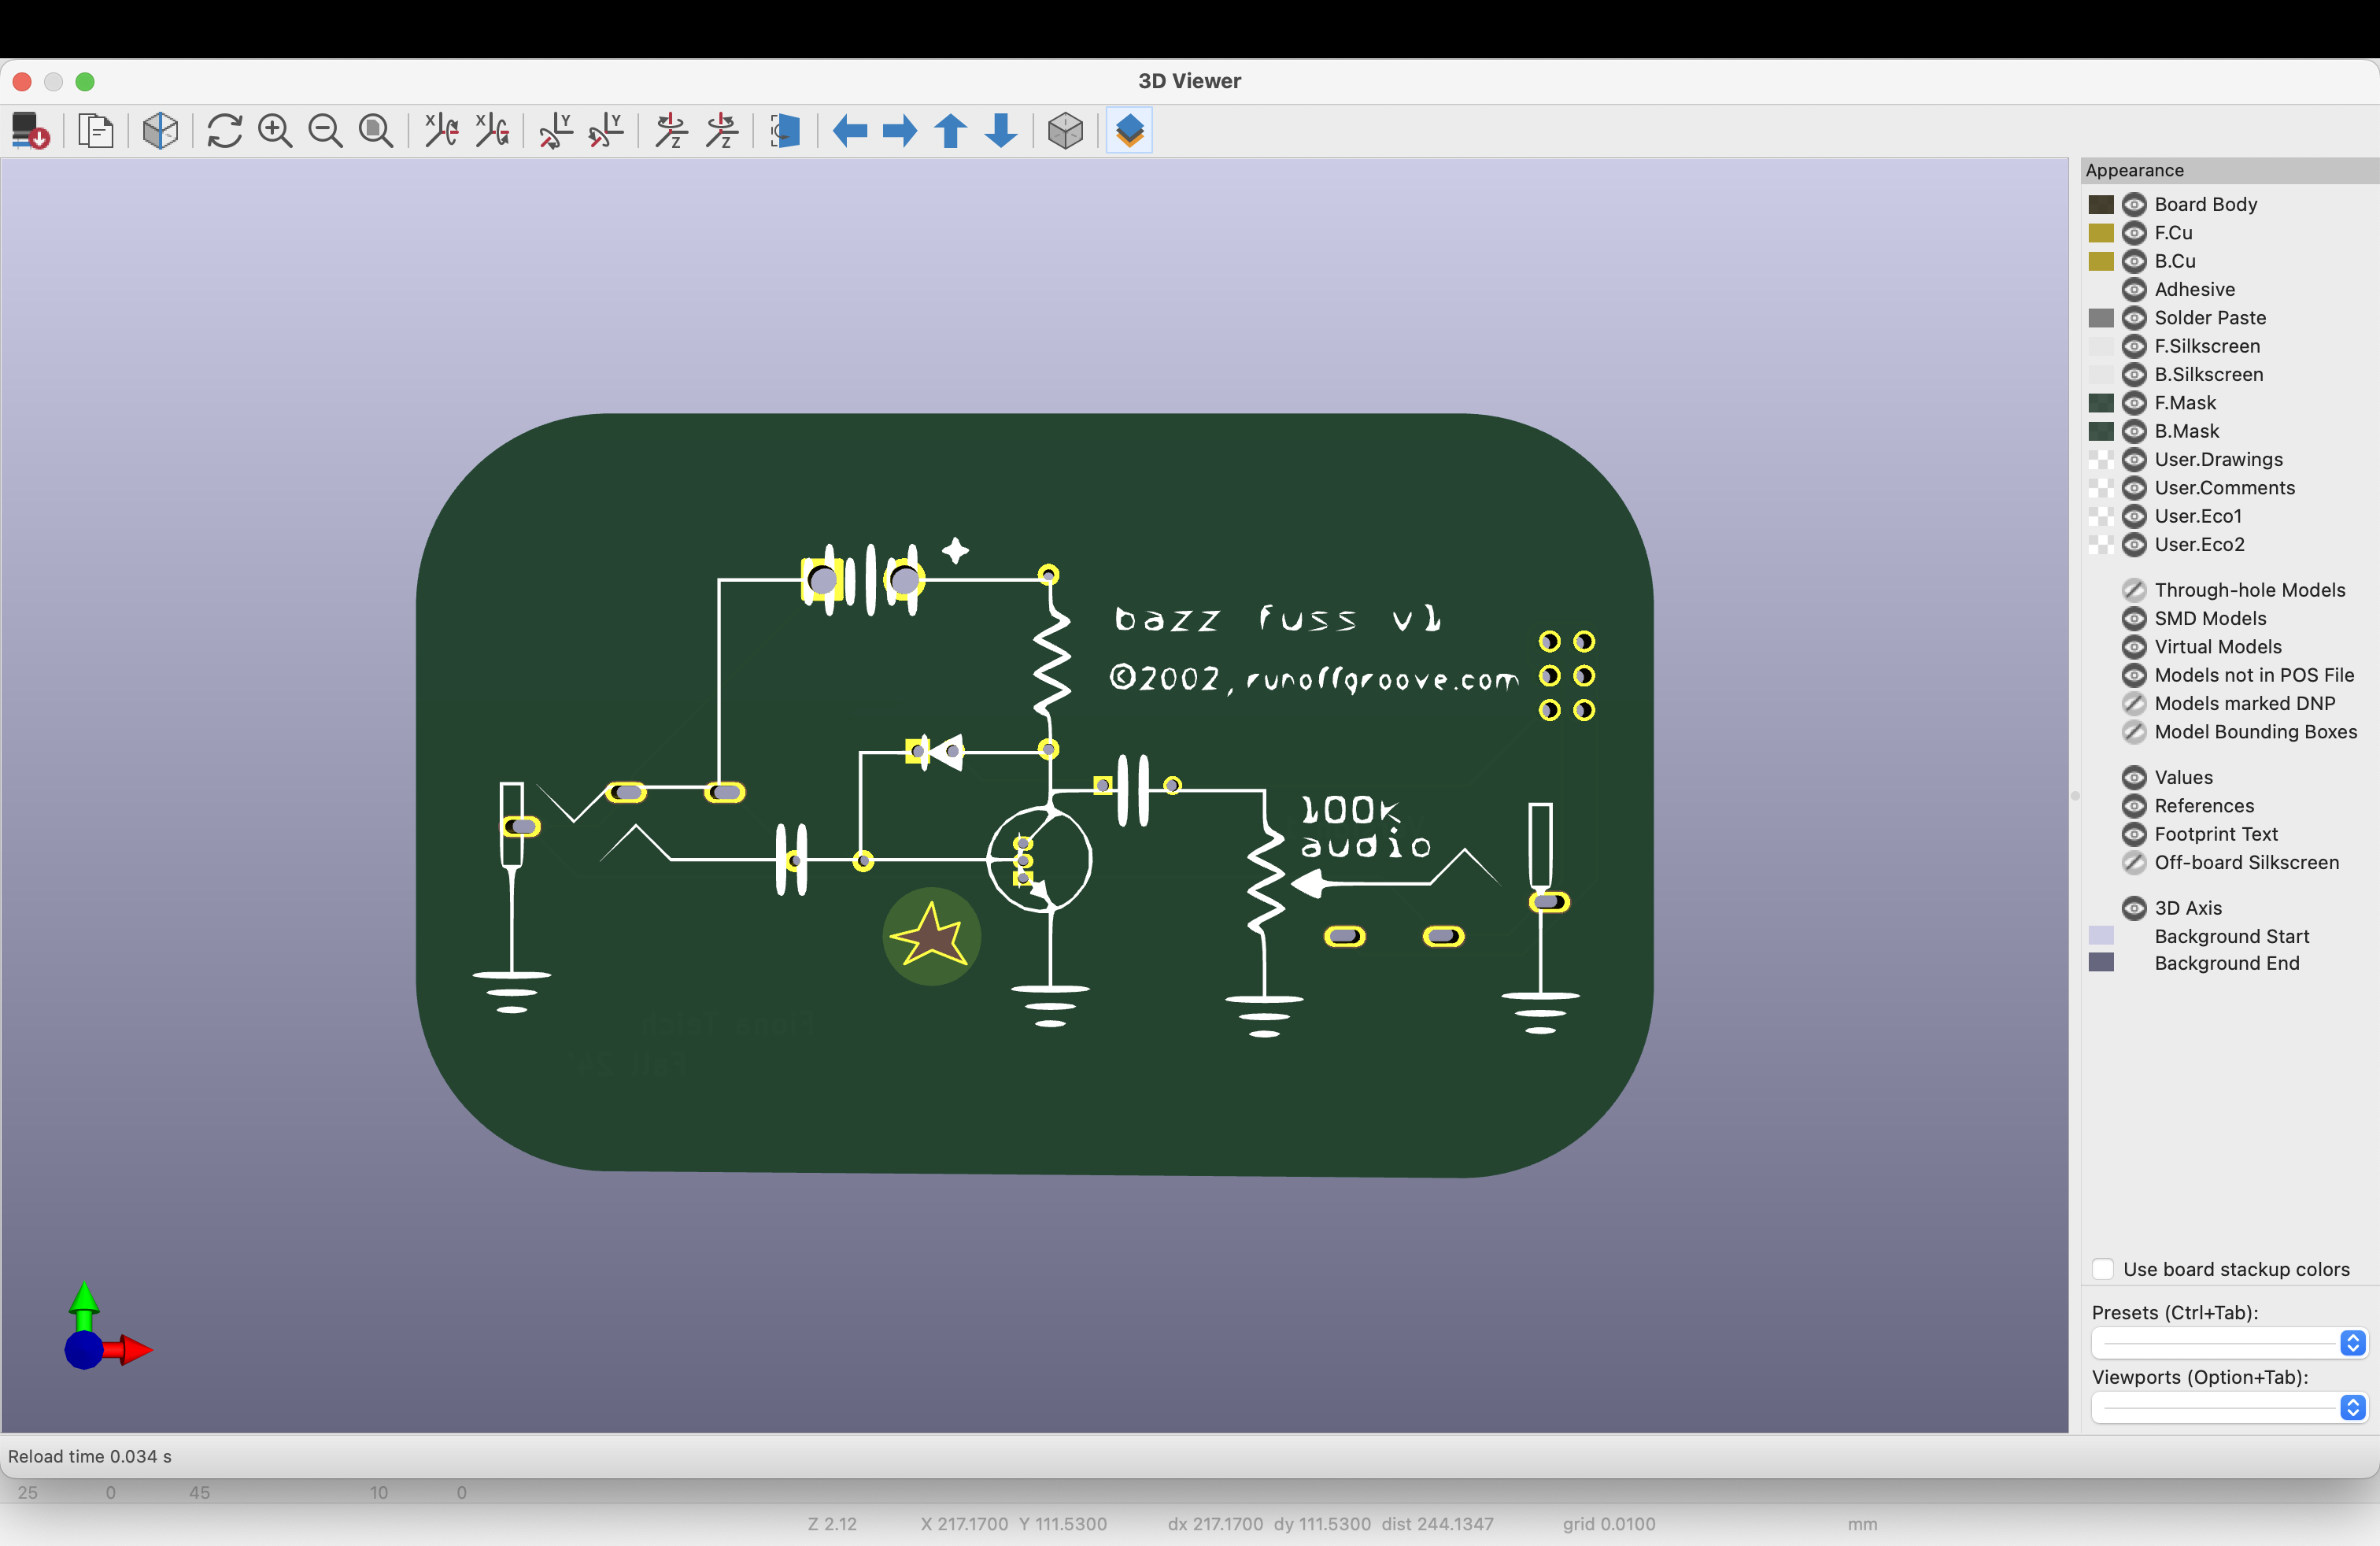 3D Viewer
X X Y Y Z Z
Appearance
Board Body
F.Cu
B.Cu
Adhesive
Solder Paste
F.Silkscreen
B.Silkscreen
F.Mask
B.Mask
User.Drawings
User.Comments
User.Eco1
User.Eco2
Through-hole Models
SMD Models
Virtual Models
Models not in POS File
Models marked DNP
Model Bounding Boxes
Values
References
Footprint Text
Off-board Silkscreen
3D Axis
Background Start
Background End
Use board stackup colors
Presets (Ctrl+Tab):
Viewports (Option+Tab):
bazz fuss v1
©2002, runoffgroove.com
100k
audio
Reload time 0.034 s
25 0 45 10 0
Z 2.12 X 217.1700 Y 111.5300 dx 217.1700 dy 111.5300 dist 244.1347 grid 0.0100 mm